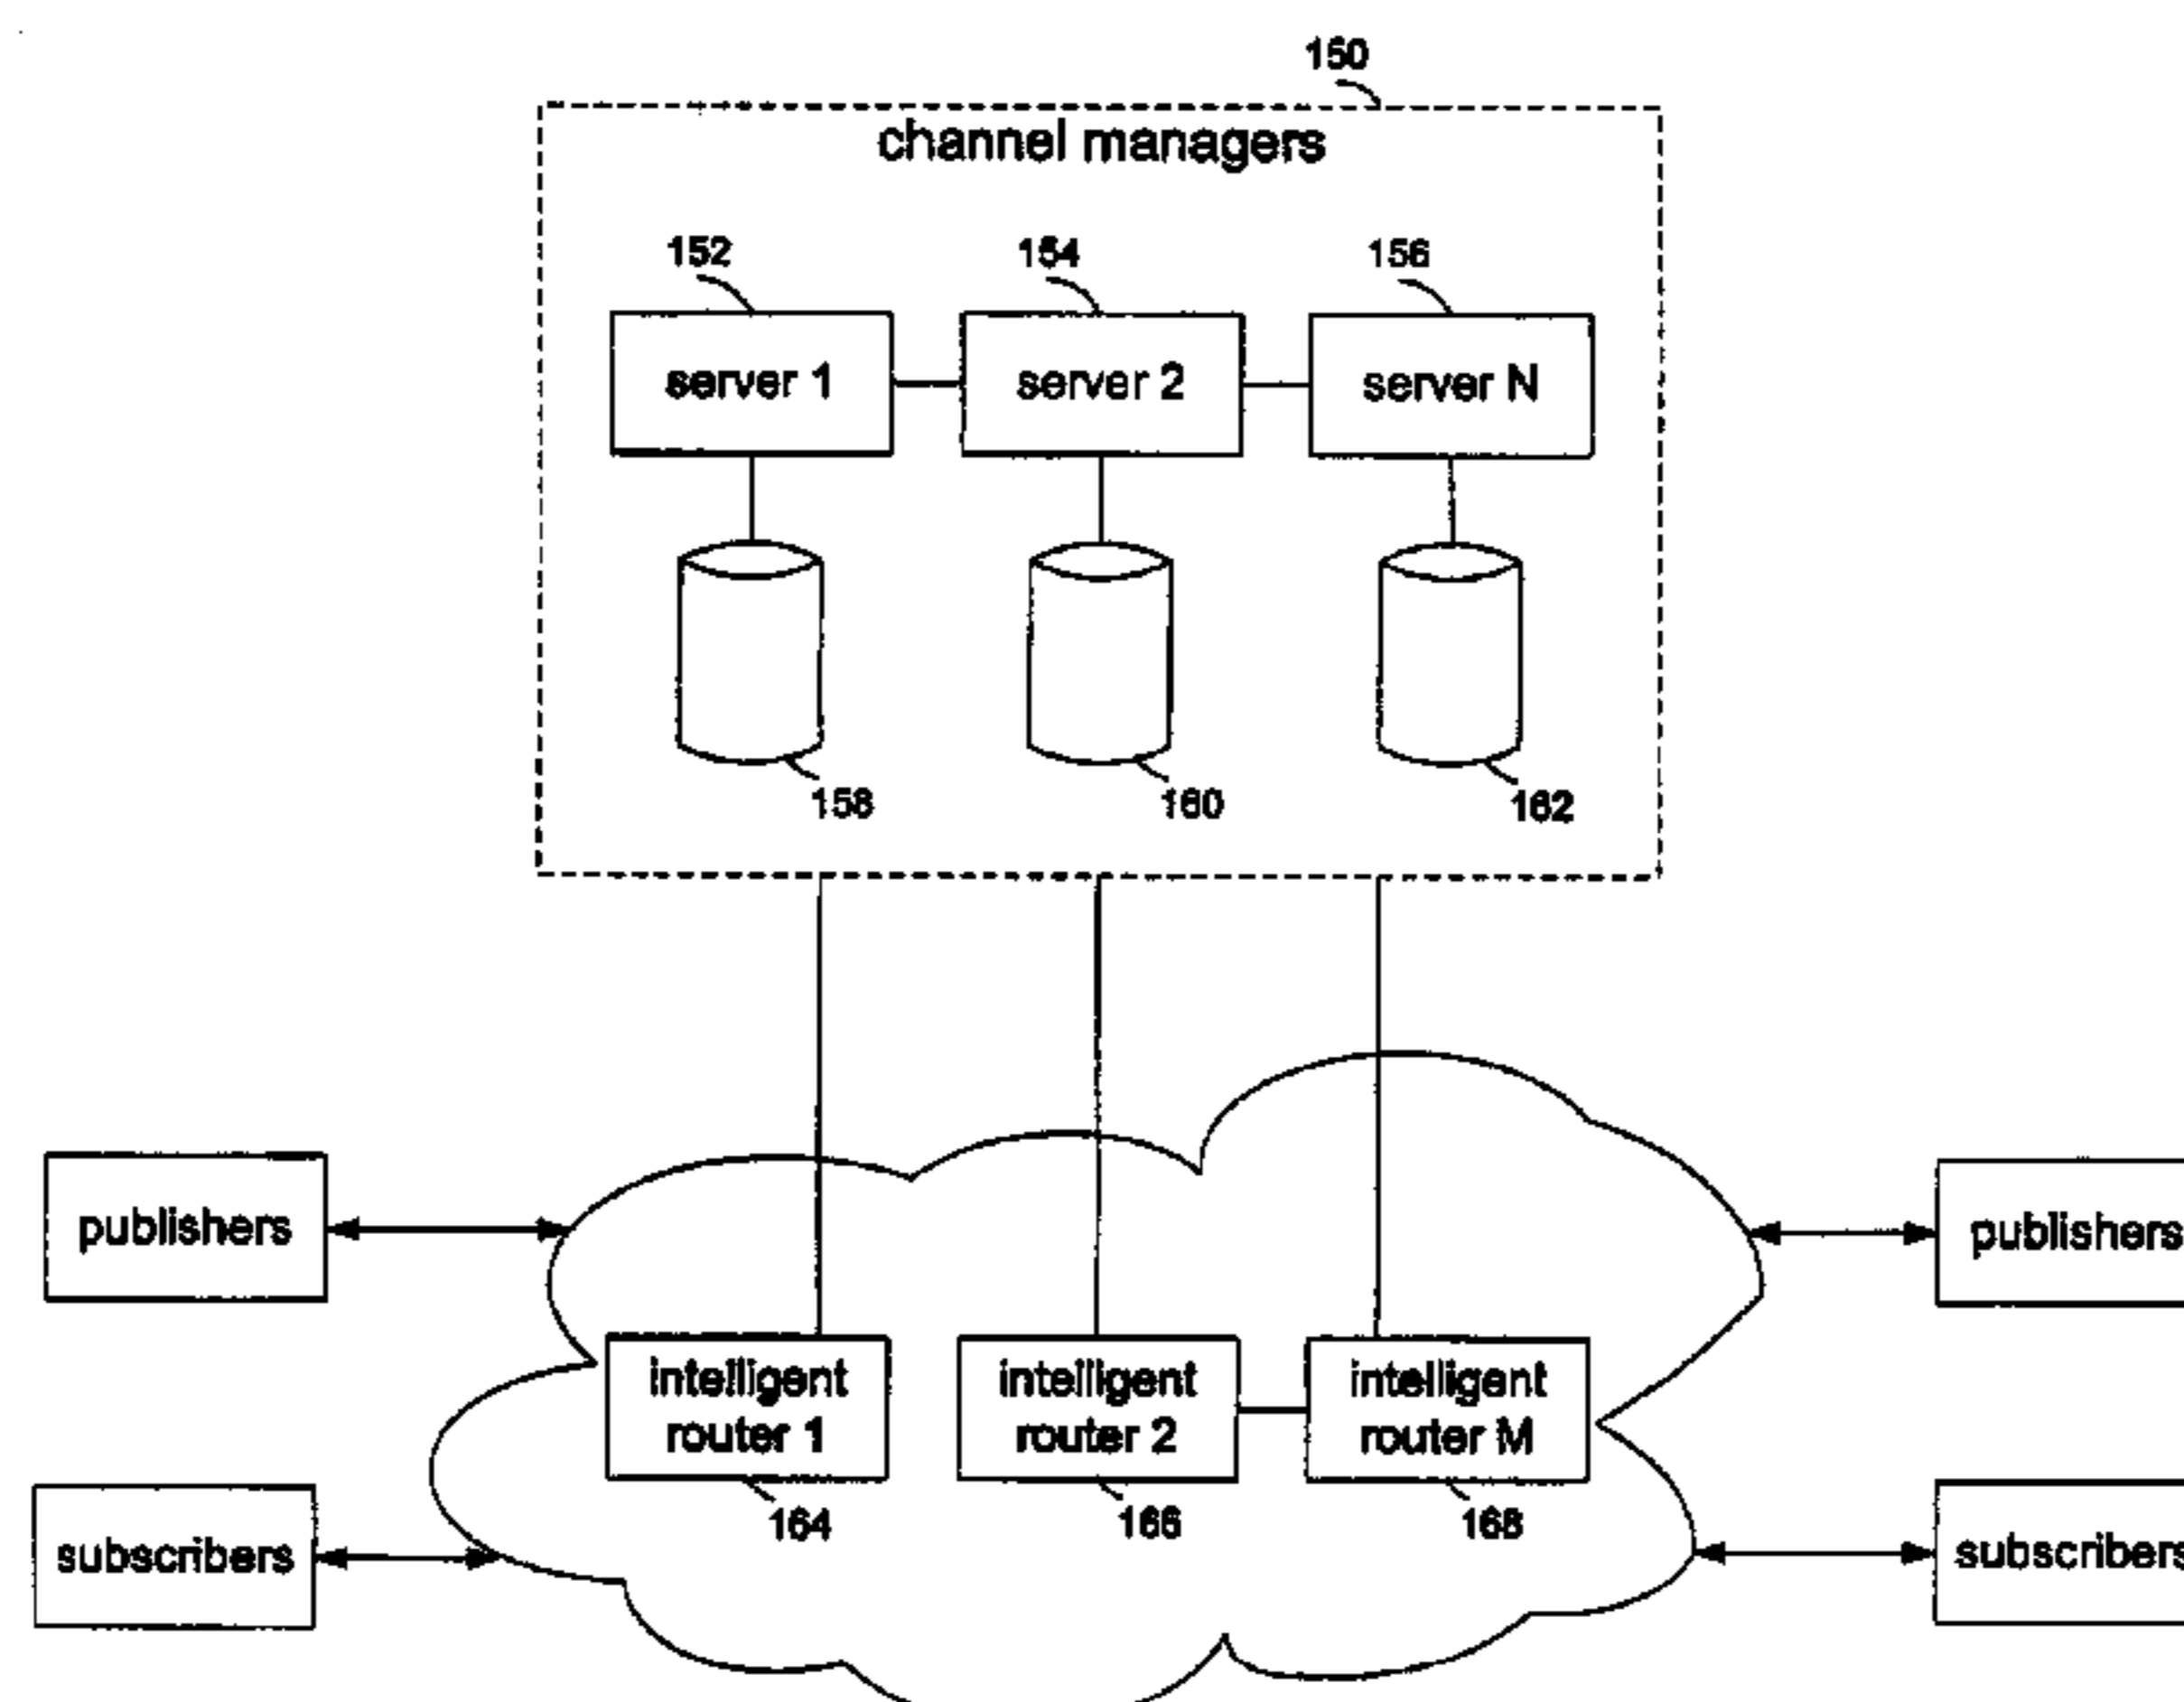 150
channel managers
152
154
156
server 1
server 2
server N
158
160
162
publishers
publishers
intelligent
router 1
intelligent
router 2
intelligent
router M
164
166
168
subscribers
subscribers